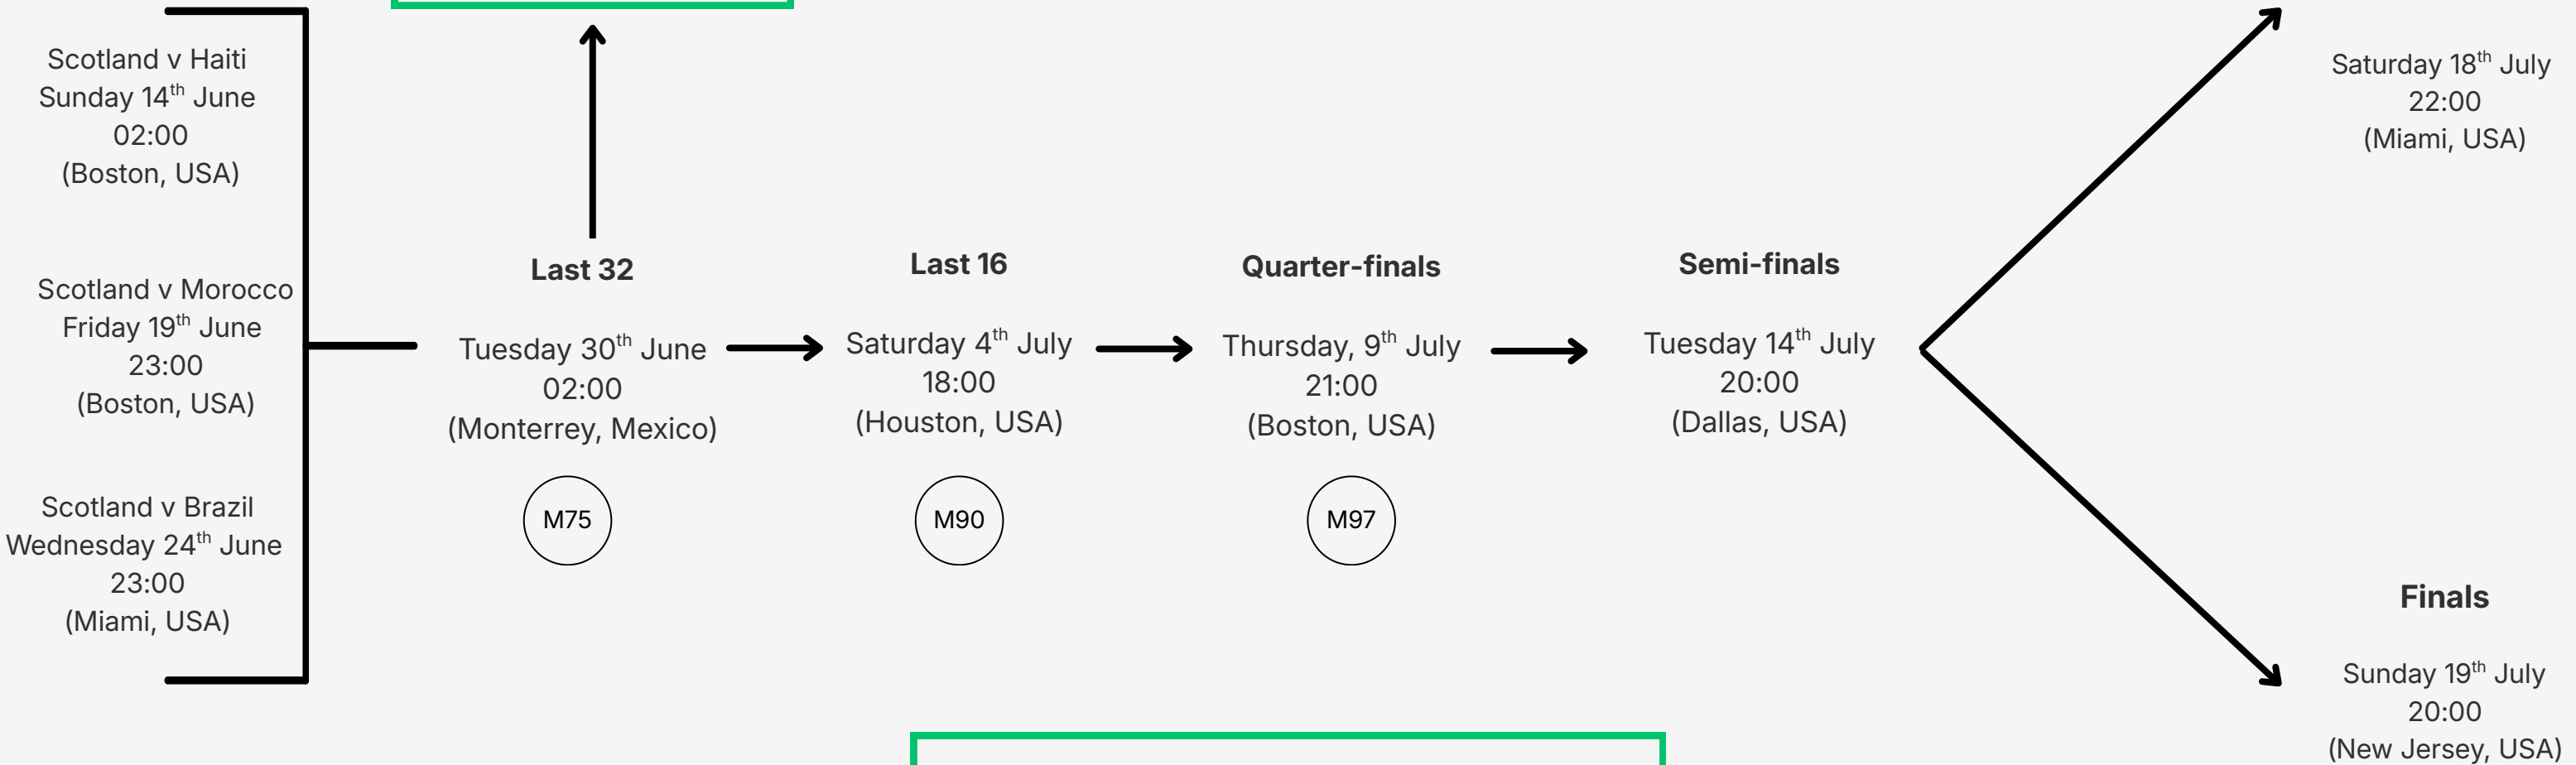 Scotland v Haiti
Sunday 14th June
02:00
(Boston, USA)
Scotland v Morocco
Friday 19th June
23:00
(Boston, USA)
Scotland v Brazil
Wednesday 24th June
23:00
(Miami, USA)
Last 32
Tuesday 30th June
02:00
(Monterrey, Mexico)
M75
Last 16
Saturday 4th July
18:00
(Houston, USA)
M90
Quarter-finals
Thursday, 9th July
21:00
(Boston, USA)
M97
Semi-finals
Tuesday 14th July
20:00
(Dallas, USA)
Saturday 18th July
22:00
(Miami, USA)
Finals
Sunday 19th July
20:00
(New Jersey, USA)